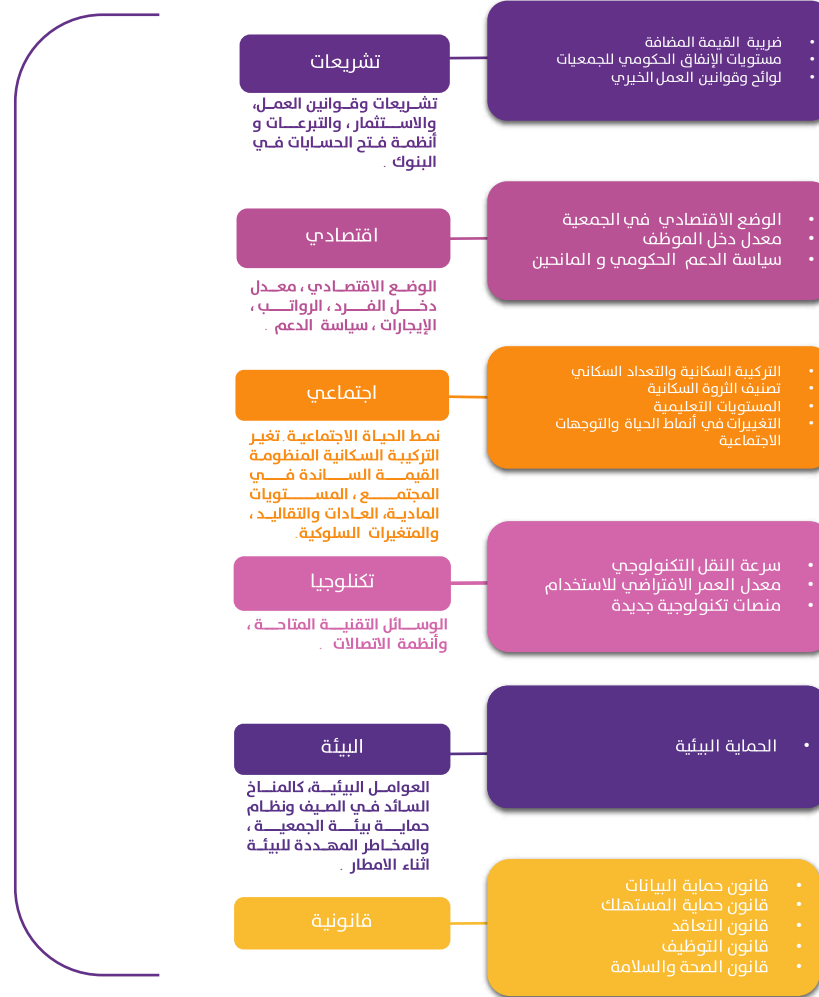 • ضريبة القيمة المضافة
• مستويات الإنفاق الحكومي للجمعيات
• لوائح وقوانين العمل الخيري
تشريعات
تشريعات وقوانين العمل،
والاستثمار ، والتبرعات و
أنظمة فتح الحسابات في
البنوك .
• الوضع الاقتصادي في الجمعية
• معدل دخل الموظف
• سياسة الدعم الحكومي و المانحين
اقتصادي
الوضع الاقتصادي ، معدل
دخل الفرد ، الرواتب ،
الإيجارات ، سياسة الدعم .
• التركيبة السكانية والتعداد السكاني
• تصنيف الثروة السكانية
• المستويات التعليمية
• التغييرات في أنماط الحياة والتوجهات
الاجتماعية
اجتماعي
نمط الحياة الاجتماعية. تغير
التركيبة السكانية المنظومة
القيمة الساندة في
المجتمع ، المستويات
المادية، العادات والتقاليد ،
والمتغيرات السلوكية.
• سرعة النقل التكنولوجي
• معدل العمر الافتراضي للاستخدام
• منصات تكنولوجية جديدة
تكنلوجيا
الوسائل التقنية المتاحة ،
وأنظمة الاتصالات .
• الحماية البيئية
البيئة
العوامل البيئية، كالمناخ
السائد في الصيف ونظام
حماية بيئة الجمعية ،
والمخاطر المهددة للبيئة
اثناء الامطار .
• قانون حماية البيانات
• قانون حماية المستهلك
• قانون التعاقد
• قانون التوظيف
• قانون الصحة والسلامة
قانونية